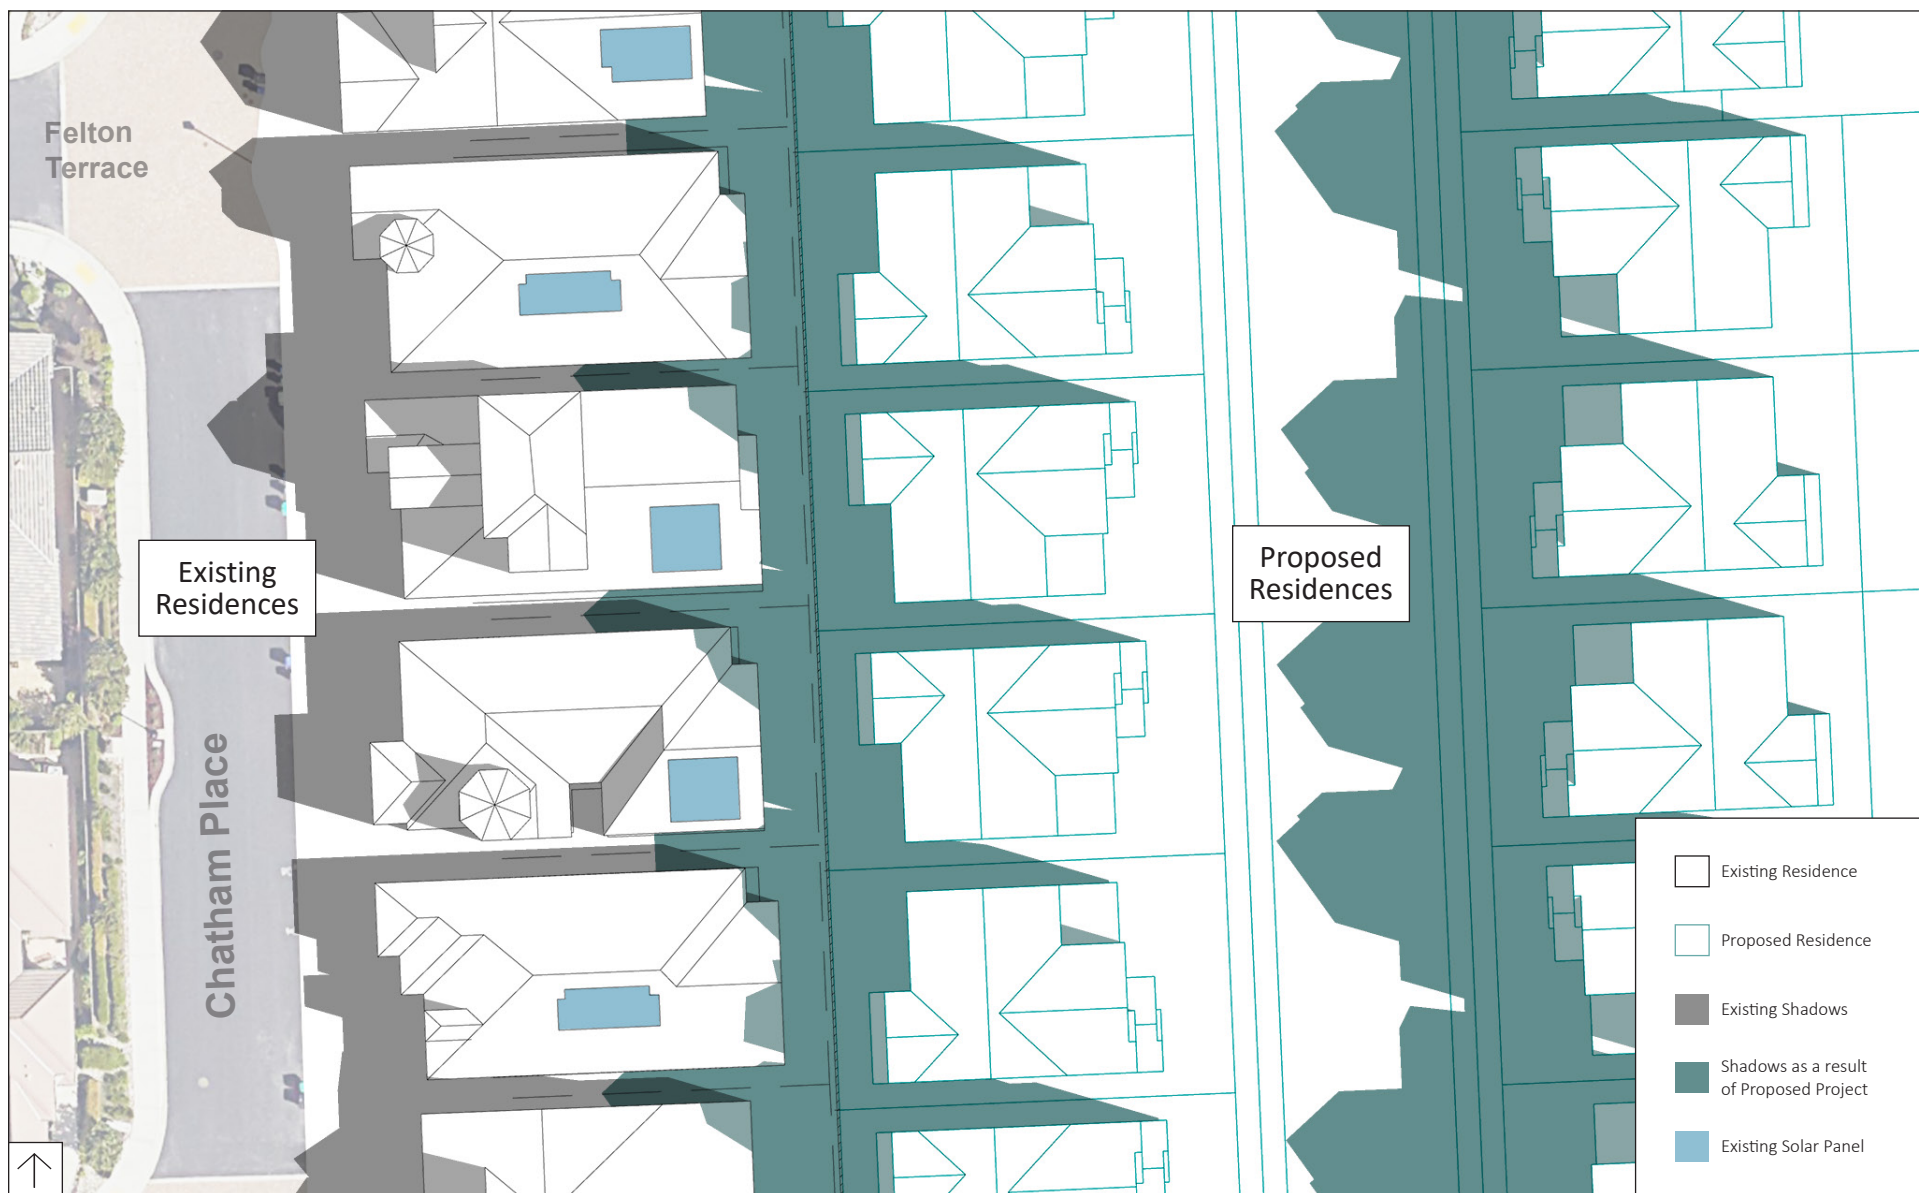 Felton
Terrace
Existing
Residences
Chatham Place
Proposed
Residences
Existing Residence
Proposed Residence
Existing Shadows
Shadows as a result
of Proposed Project
Existing Solar Panel